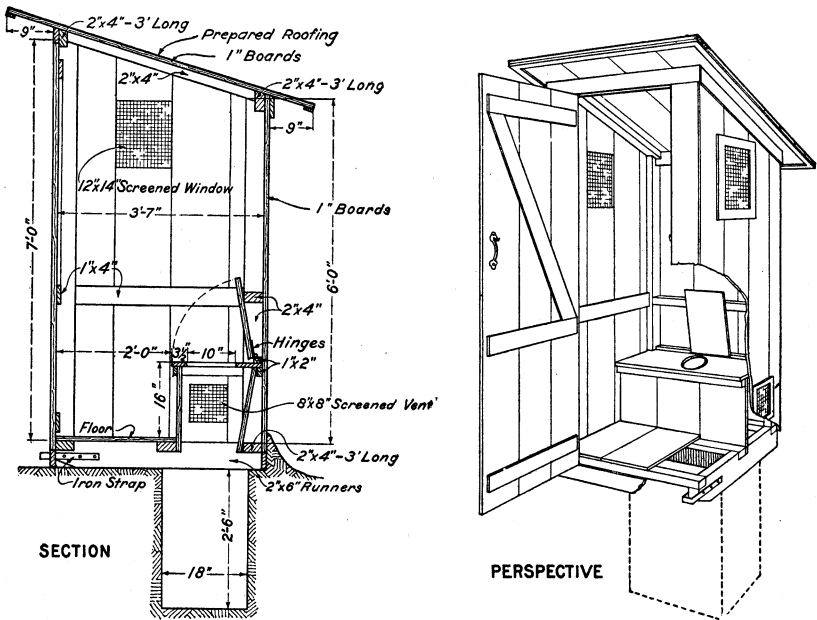 2"x4"-3' Long
9"
Prepared Roofing
1" Boards
2"x4"
2"x4"-3' Long
9"
12"x14" Screened Window
3'-7"
1" Boards
7'-0"
6'-0"
1"x4"
2"x4"
Hinges
2'-0"
3½"
10"
1"x2"
16"
8"x8" Screened Vent
Floor
2"x4"-3' Long
Iron Strap
2"x6" Runners
2'-6"
18"
SECTION
PERSPECTIVE